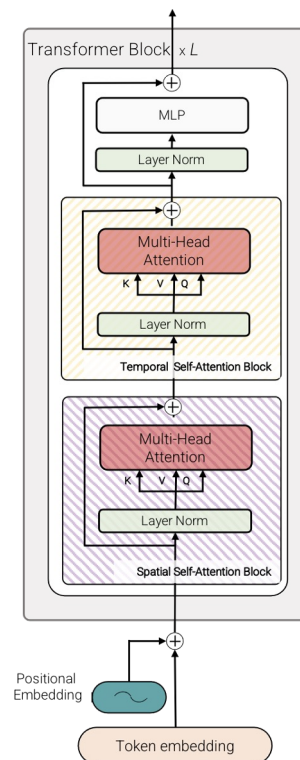 Transformer Block x L
MLP
Layer Norm
Multi-Head
Attention
K V Q
Layer Norm
Temporal Self-Attention Block
Multi-Head
Attention
K V Q
Layer Norm
Spatial Self-Attention Block
Positional
Embedding
Token embedding